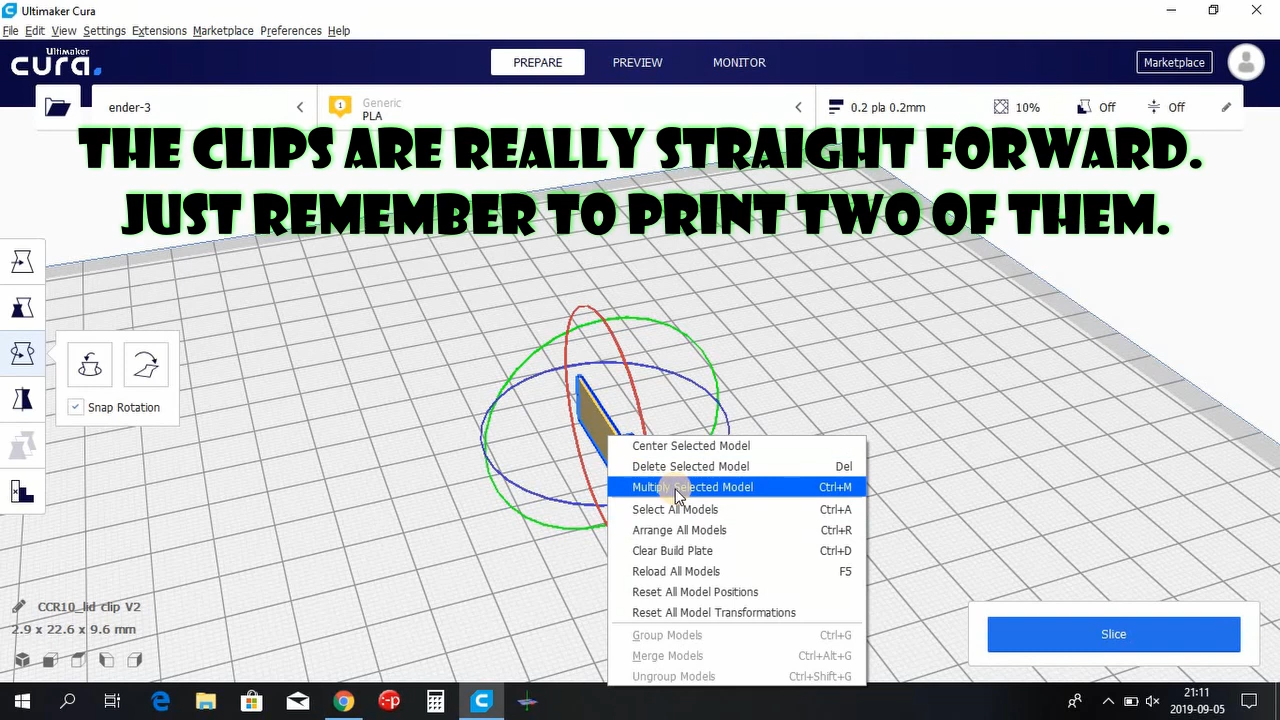 Ultimaker Cura
File Edit View Settings Extensions Marketplace Preferences Help
Ultimaker
cura.
PREPARE PREVIEW MONITOR Marketplace
ender-3
1
Generic
PLA
0.2 pla 0.2mm 10% Off Off
THE CLIPS ARE REALLY STRAIGHT FORWARD.
JUST REMEMBER TO PRINT TWO OF THEM.
Snap Rotation
Center Selected Model
Delete Selected Model Del
Multiply Selected Model Ctrl+M
Select All Models Ctrl+A
Arrange All Models Ctrl+R
Clear Build Plate Ctrl+D
Reload All Models F5
Reset All Model Positions
Reset All Model Transformations
Group Models Ctrl+G
Merge Models Ctrl+Alt+G
Ungroup Models Ctrl+Shift+G
CCR10_lid clip V2
2.9 x 22.6 x 9.6 mm
Slice
21:11
2019-09-05